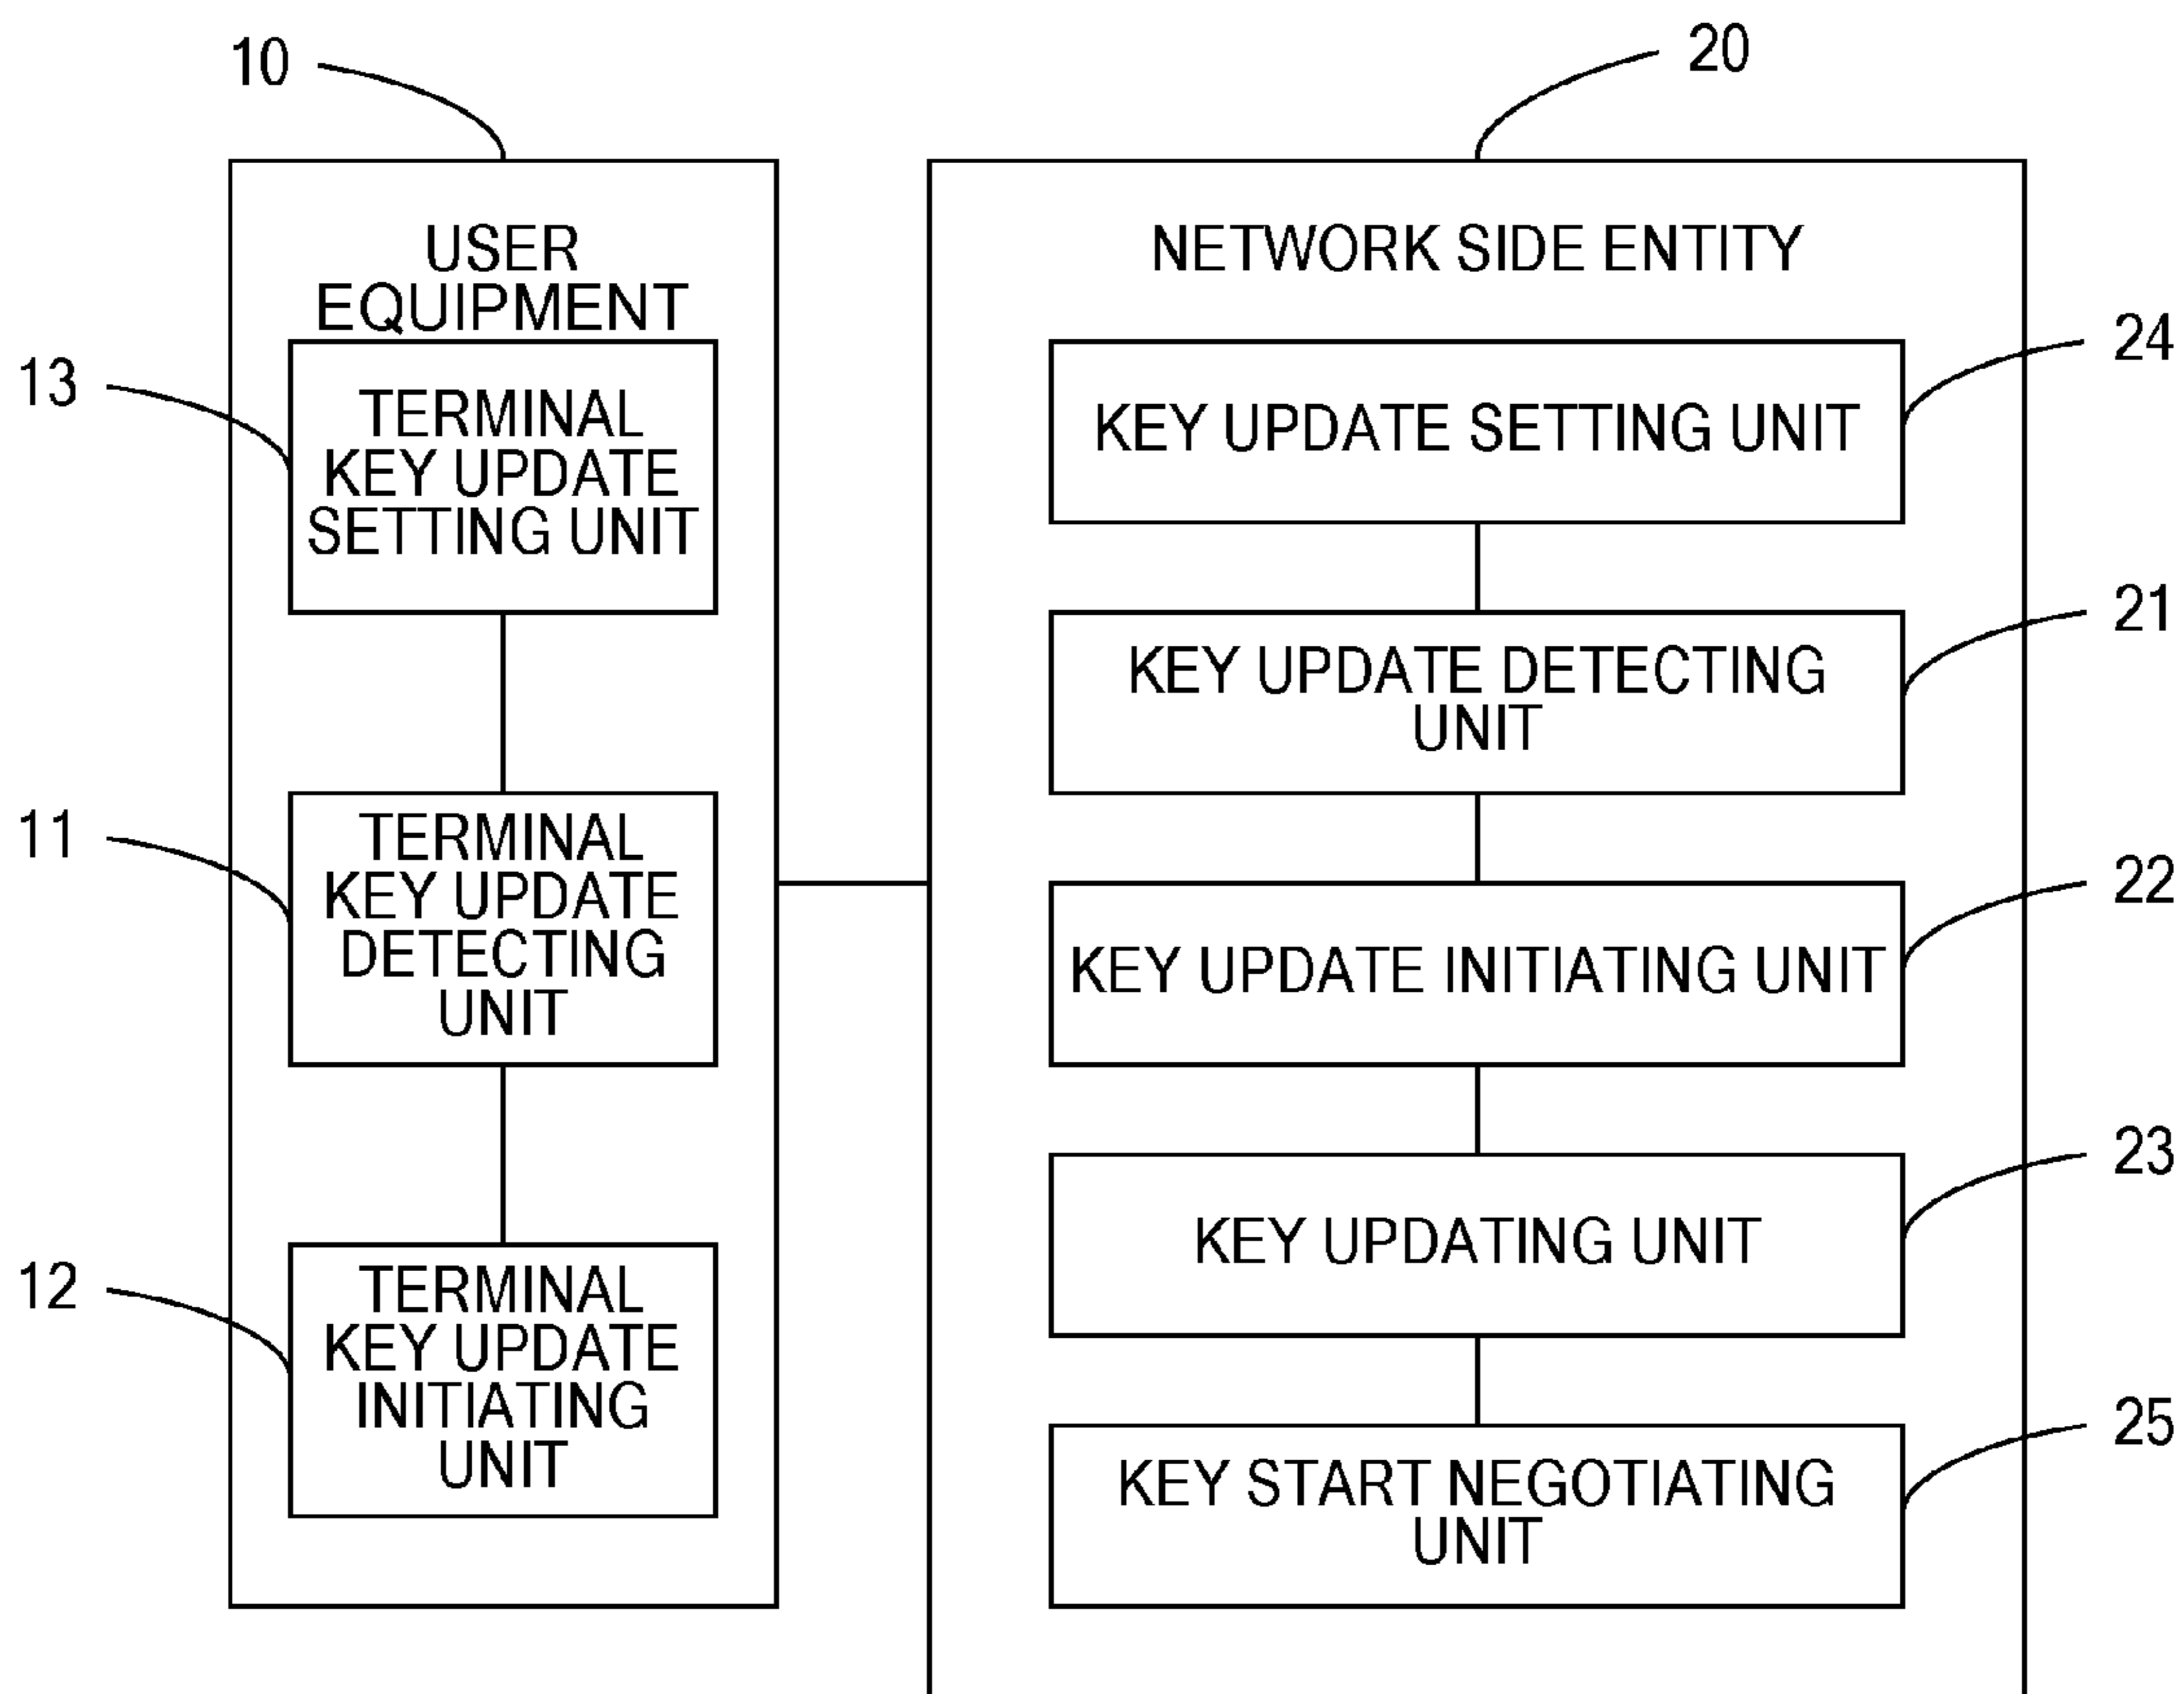 10
20
USER
EQUIPMENT
NETWORK SIDE ENTITY
13
TERMINAL
KEY UPDATE
SETTING UNIT
24
KEY UPDATE SETTING UNIT
21
KEY UPDATE DETECTING
UNIT
11
TERMINAL
KEY UPDATE
DETECTING
UNIT
22
KEY UPDATE INITIATING UNIT
23
KEY UPDATING UNIT
12
TERMINAL
KEY UPDATE
INITIATING
UNIT
25
KEY START NEGOTIATING
UNIT